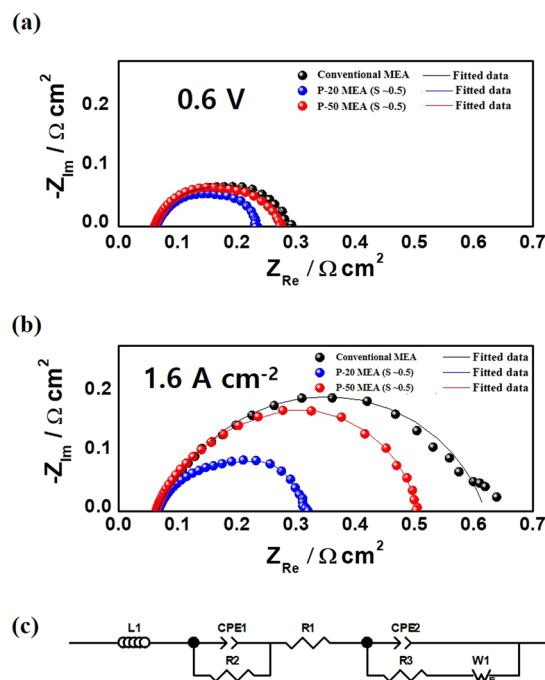 (a)
0.6 V
Conventional MEA Fitted data
P-20 MEA (S ~0.5) Fitted data
P-50 MEA (S ~0.5) Fitted data
-Z_Im / Ω cm²
0.2
0.1
0.0
0.0 0.1 0.2 0.3 0.4 0.5 0.6 0.7
Z_Re / Ω cm²
(b)
1.6 A cm⁻²
Conventional MEA Fitted data
P-20 MEA (S ~0.5) Fitted data
P-50 MEA (S ~0.5) Fitted data
-Z_Im / Ω cm²
0.2
0.1
0.0
0.0 0.1 0.2 0.3 0.4 0.5 0.6 0.7
Z_Re / Ω cm²
(c)
L1 CPE1 R1 CPE2
R2 R3 W1